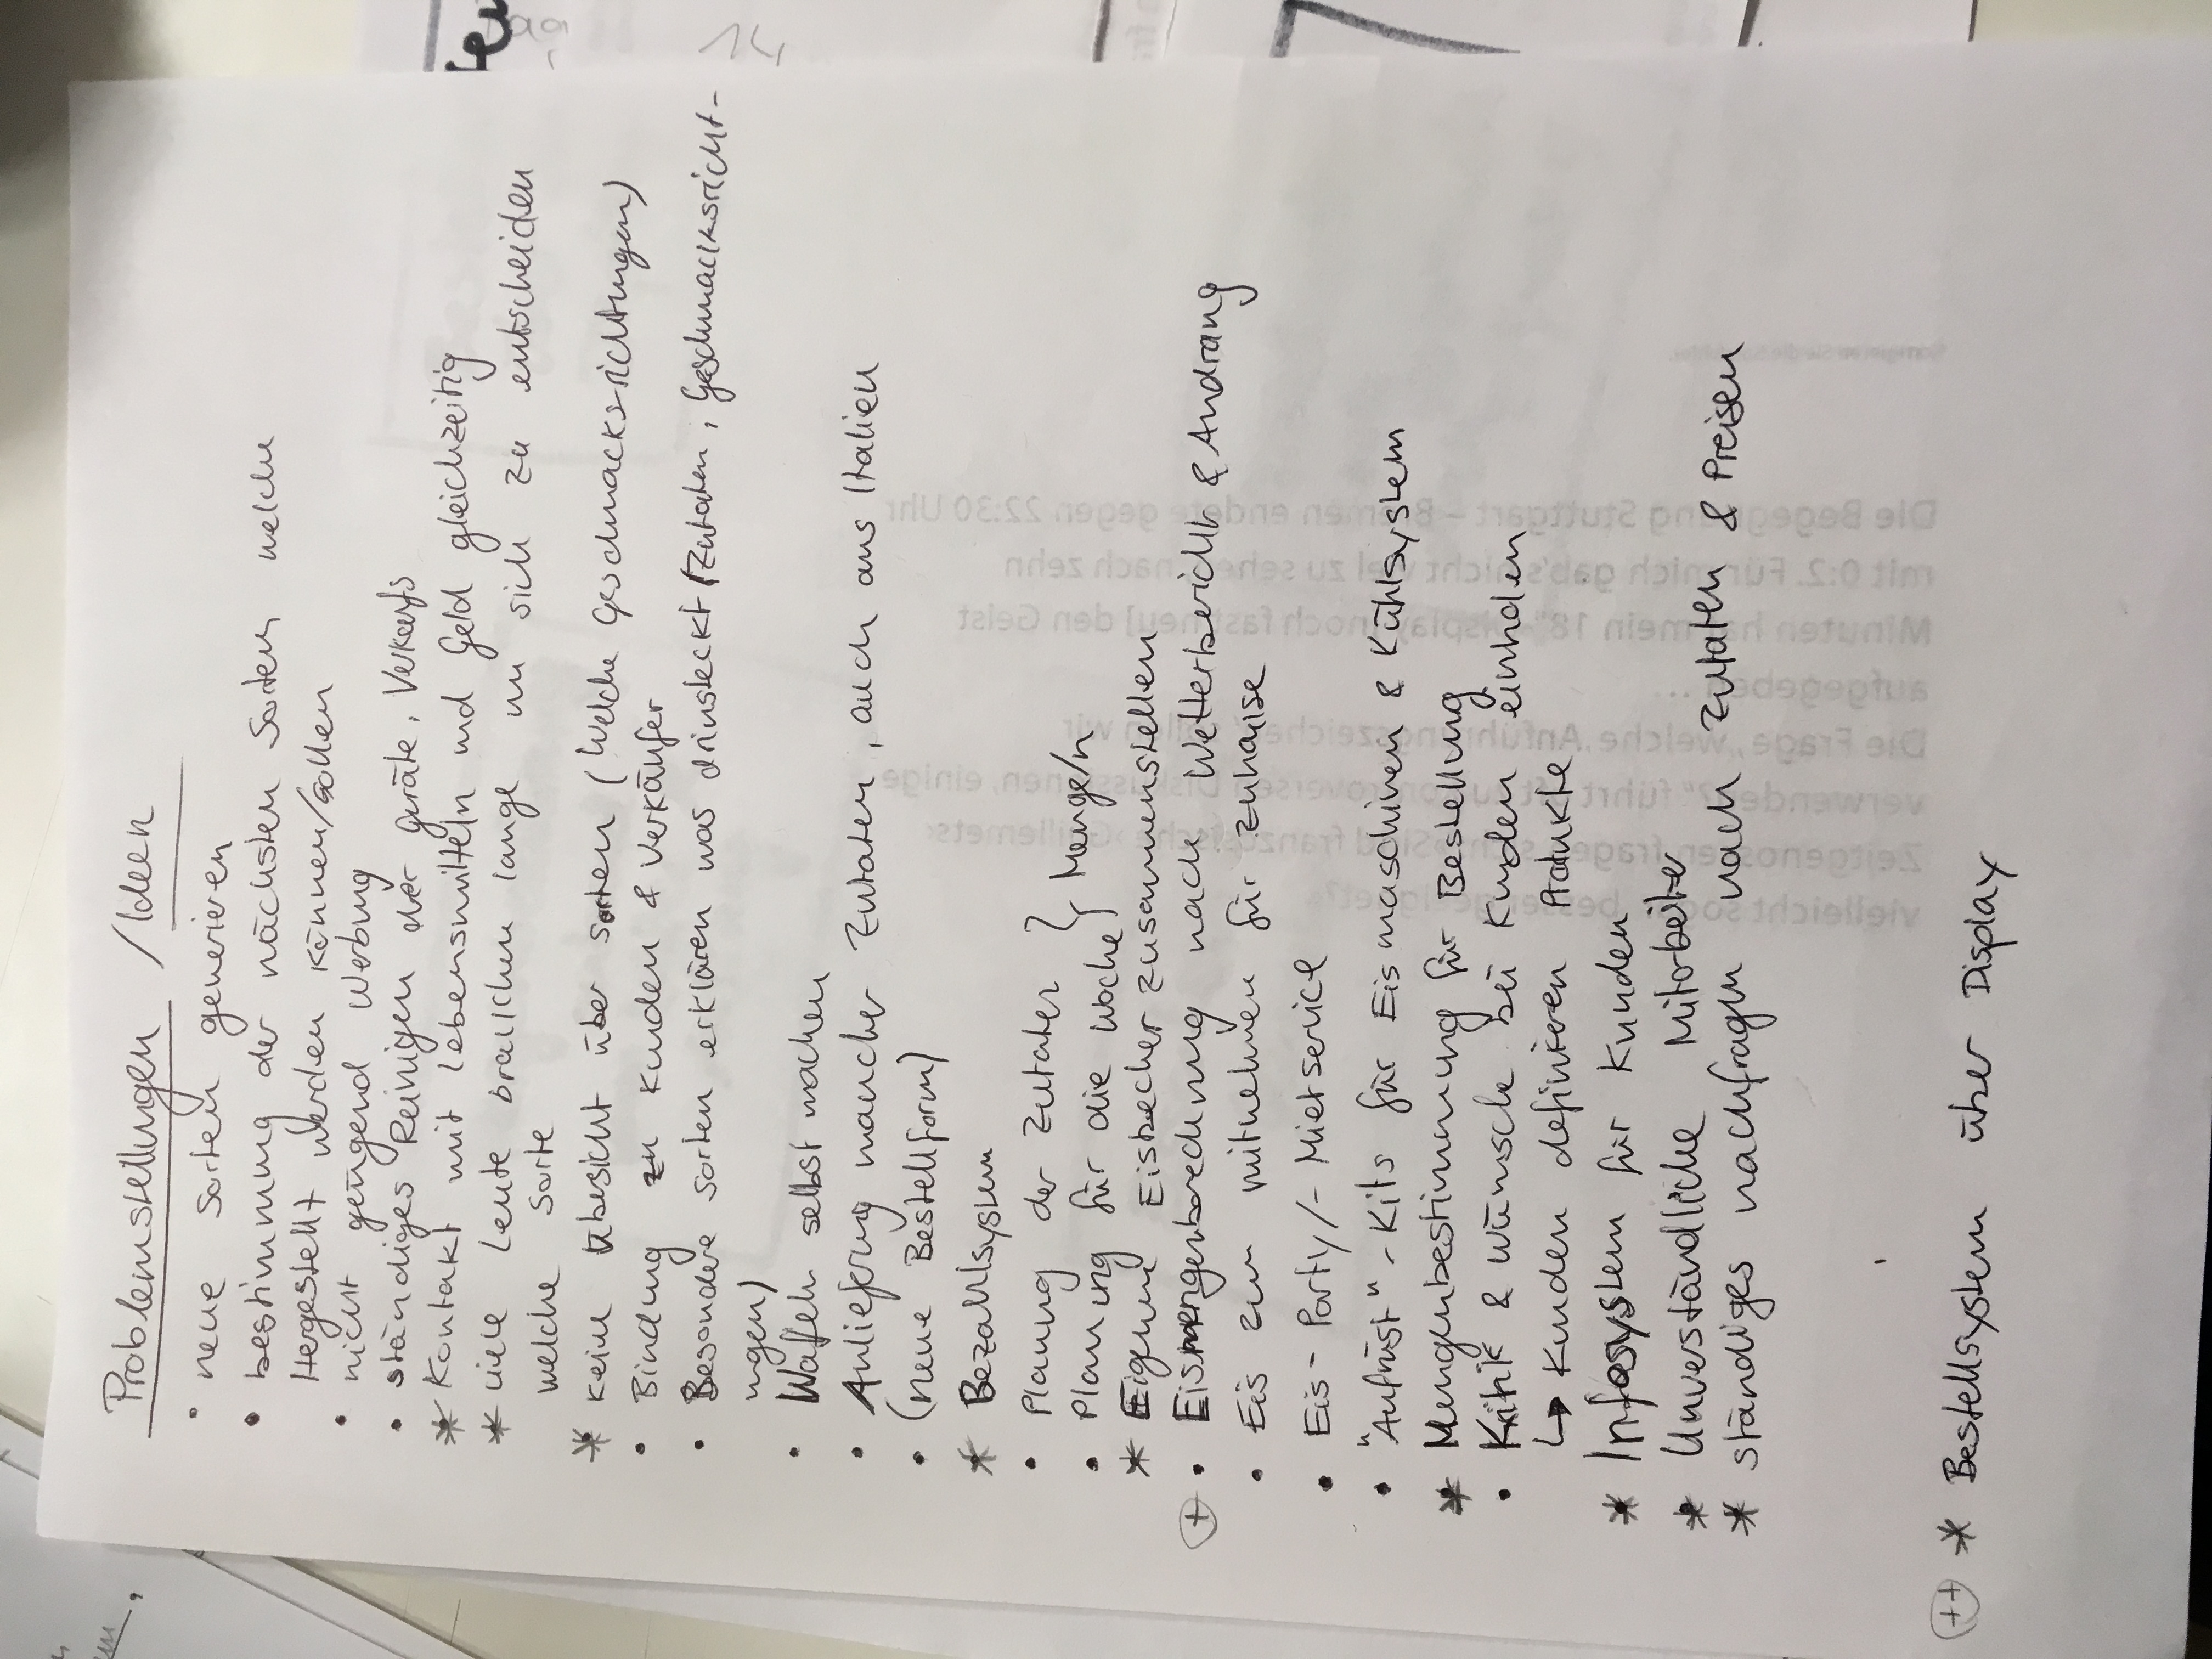 Problemstellungen / Ideen
• neue Sorten generieren
• bestimmung der nächsten Sorten, welche
Hergestellt werden können/sollen
• nicht genügend Werbung
• ständiges Reinigen der Geräte, Verkaufs
* Kontakt mit Lebensmitteln und Geld gleichzeitig
* viele Leute brauchen lange um sich zu entscheiden
welche Sorte
* keine Übersicht über sorten (Welche Geschmacksrichtungen)
• Bindung zu Kunden & Verkäufer
• Besondere sorten erklären was drinsteckt (Zutaten, Geschmacksricht-
ungen)
• Waffeln selbst machen
• Anlieferung mancher Zutaten, auch aus Italien
• (neue Bestellform)
* Bezahlsystem
• Planung der Zutaten
• Planung für die Woche } Menge/n
* Eigenen Eisbecher zusammenstellen
+ • Eismengenberechnung nach Wetterbericht & Andrang
• Eis zum mitnehmen für zuhause
• Eis-Party/-Mietservice
• "Aufrüst"-Kits für Eismaschinen & Kühlsystem
* Mengenbestimmung für Bestellung
• Kritik & Wünsche bei Kunden einholen
↳ Kunden definieren Produkte
* Infosystem für Kunden
* Unverständliche Mitarbeiter
* ständiges nachfragen nach Zutaten & Preisen
++ * Bestellsystem über Display